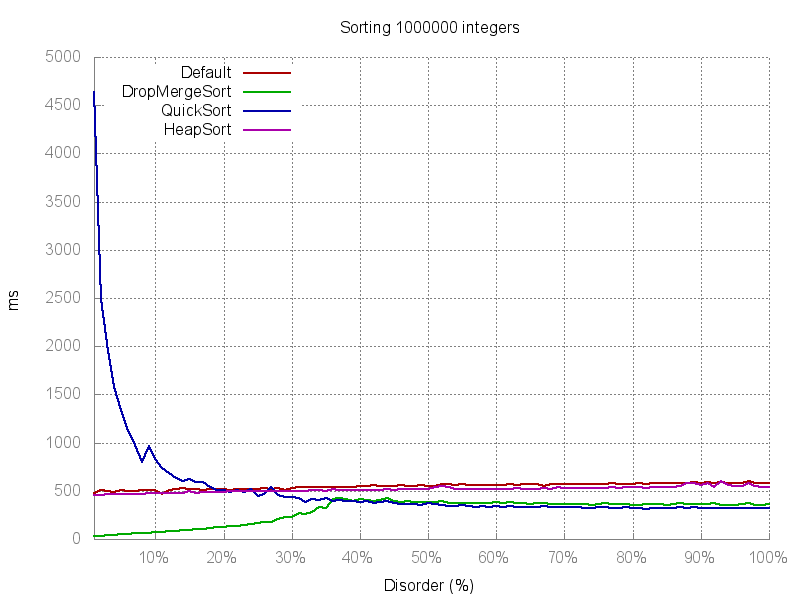 Sorting 1000000 integers
5000
4500
4000
3500
3000
2500
2000
1500
1000
500
0
ms
Default
DropMergeSort
QuickSort
HeapSort
10% 20% 30% 40% 50% 60% 70% 80% 90% 100%
Disorder (%)